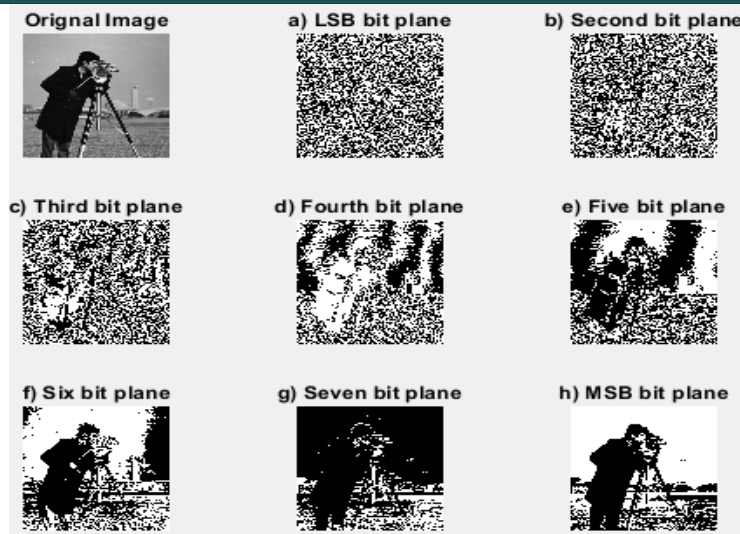 Orignal Image
a) LSB bit plane
b) Second bit plane
c) Third bit plane
d) Fourth bit plane
e) Five bit plane
f) Six bit plane
g) Seven bit plane
h) MSB bit plane